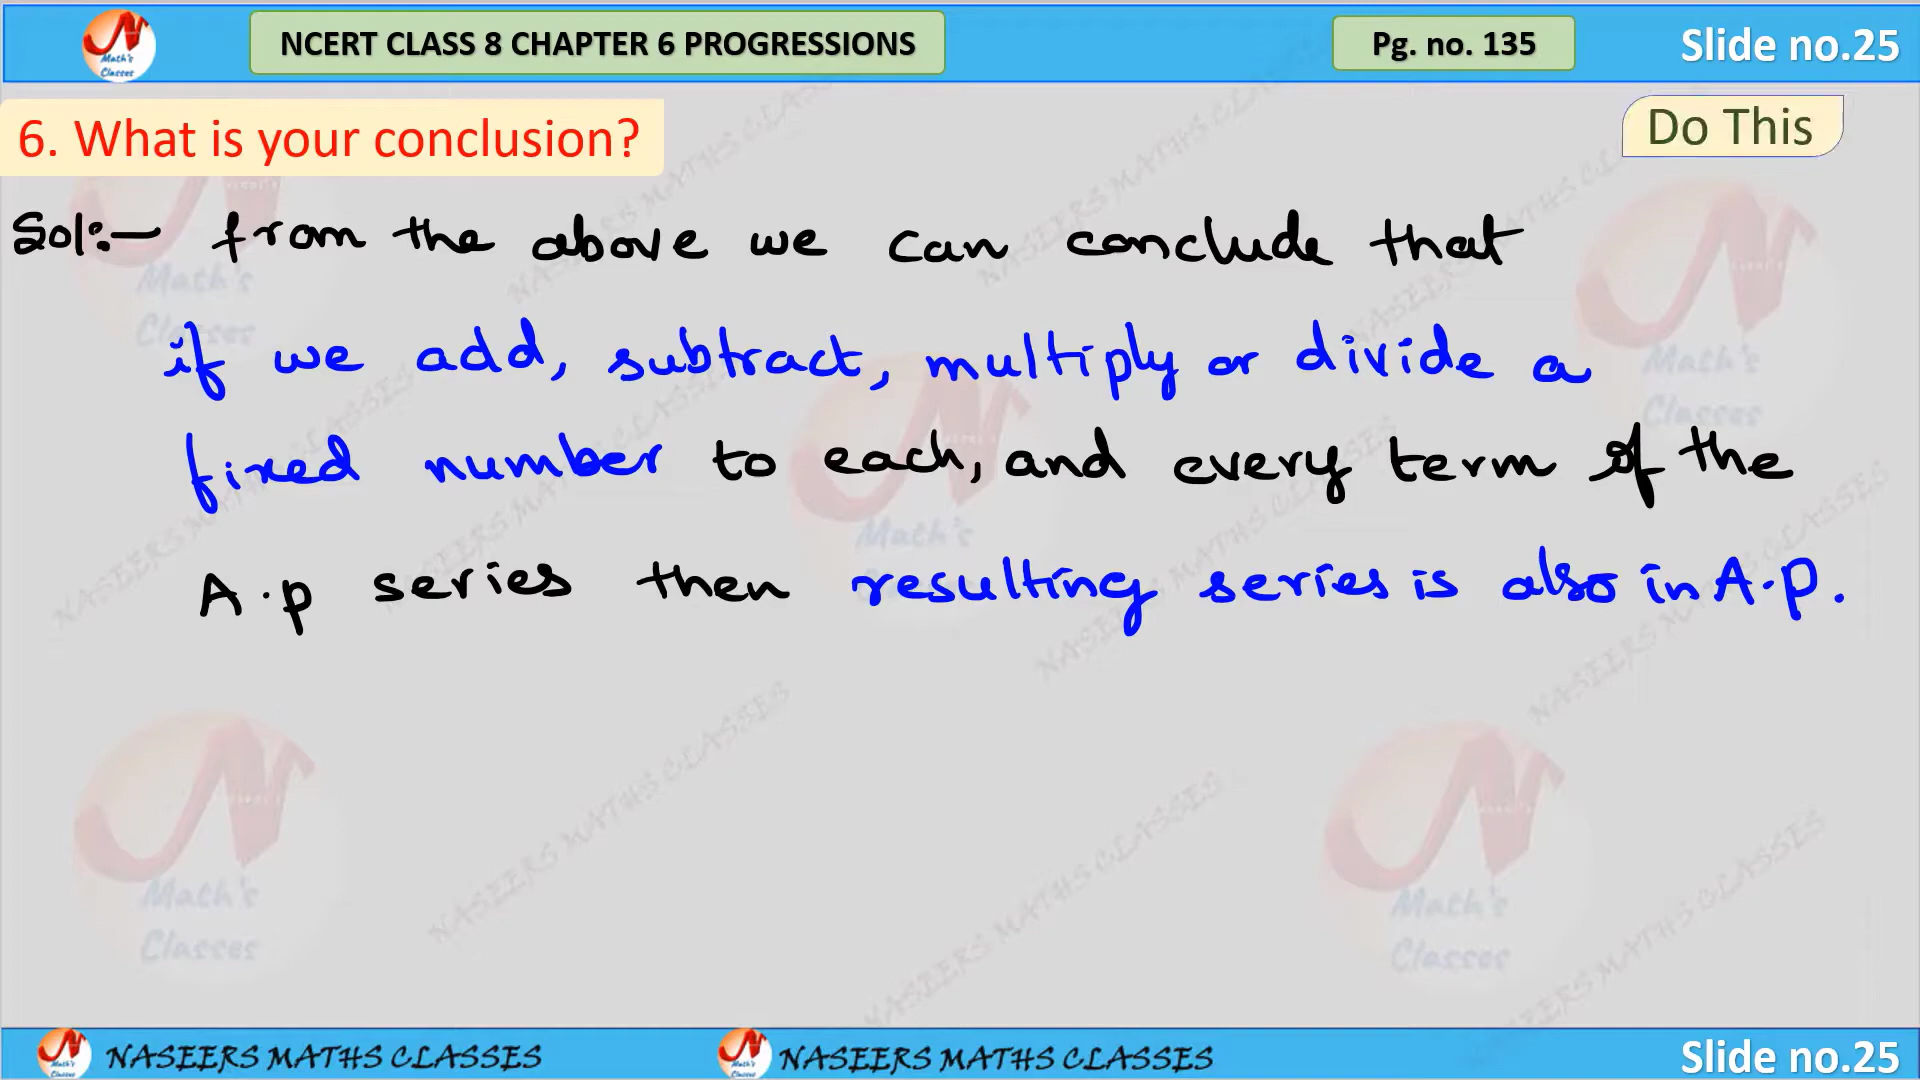 NCERT CLASS 8 CHAPTER 6 PROGRESSIONS
Pg. no. 135
Slide no.25
Math's
Classes
6. What is your conclusion?
Do This
Sol:- from the above we can conclude that
if we add, subtract, multiply or divide a
fixed number to each, and every term of the
A.p series then resulting series is also in A.p.
NASEERS MATHS CLASSES
NASEERS MATHS CLASSES
Slide no.25